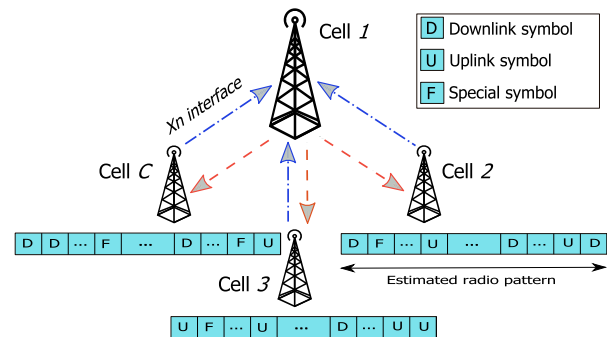 Cell 1
D Downlink symbol
U Uplink symbol
F Special symbol
Xn interface
Cell C
Cell 2
D D ... F ... D ... F U
D F ... U ... D ... U D
Estimated radio pattern
Cell 3
U F ... U ... D ... U U